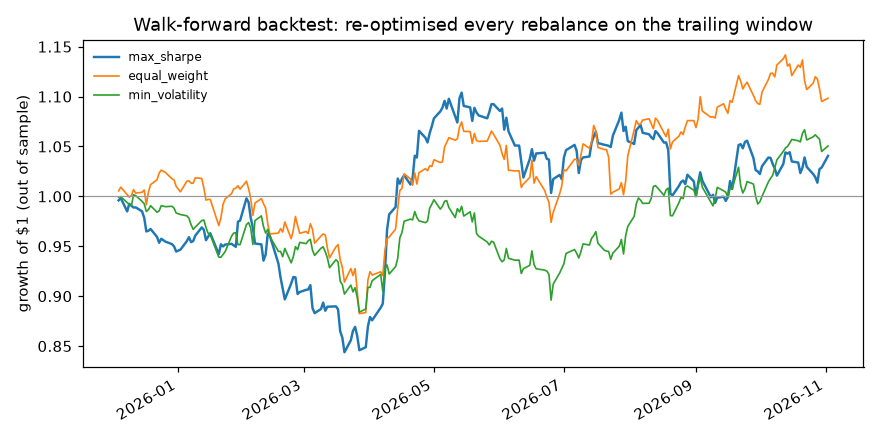 Walk-forward backtest: re-optimised every rebalance on the trailing window
growth of $1 (out of sample)
1.15
1.10
1.05
1.00
0.95
0.90
0.85
max_sharpe
equal_weight
min_volatility
2026-01
2026-03
2026-05
2026-07
2026-09
2026-11